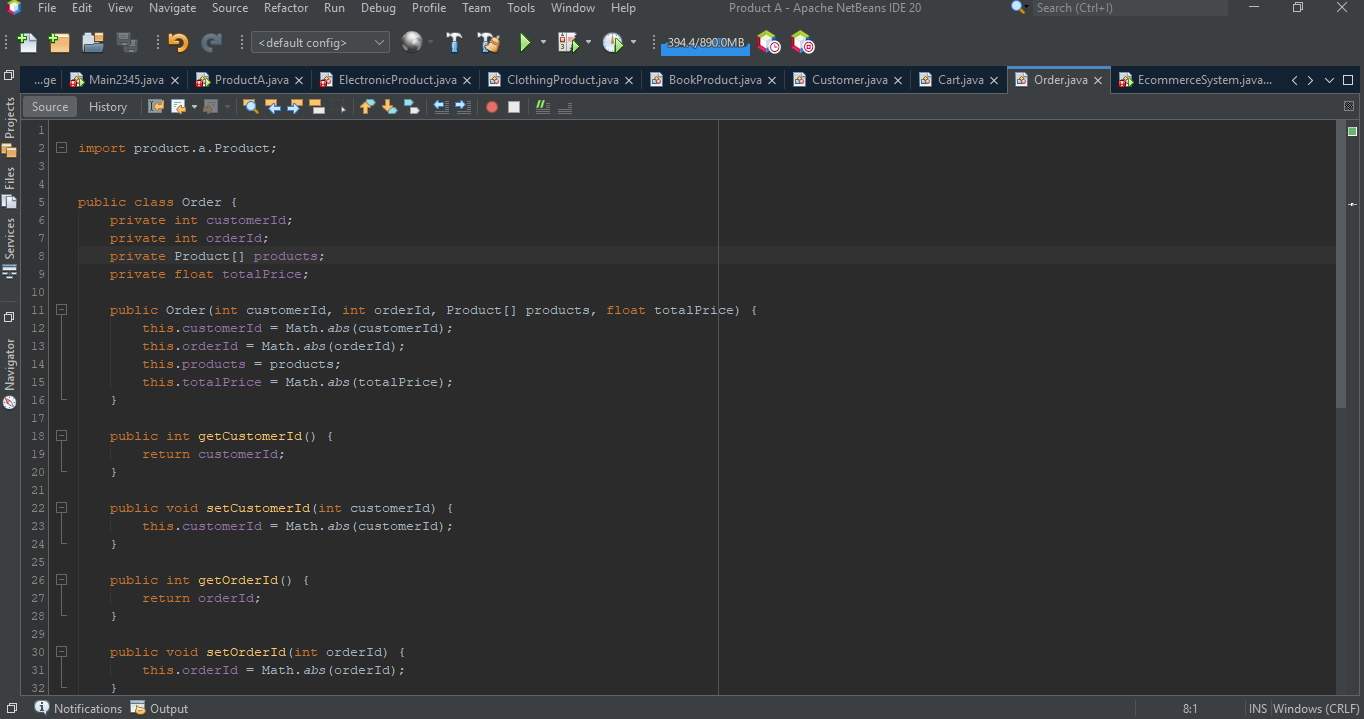 File Edit View Navigate Source Refactor Run Debug Profile Team Tools Window Help Product A - Apache NetBeans IDE 20 Search (Ctrl+I)
<default config> 394.4/8900MB
...ge Main2345.java ProductA.java ElectronicProduct.java ClothingProduct.java BookProduct.java Customer.java Cart.java Order.java EcommerceSystem.java...
Source History
Projects
Files
Services
Navigator
1
2 import product.a.Product;
3
4
5 public class Order {
6 private int customerId;
7 private int orderId;
8 private Product[] products;
9 private float totalPrice;
10
11 public Order(int customerId, int orderId, Product[] products, float totalPrice) {
12 this.customerId = Math.abs(customerId);
13 this.orderId = Math.abs(orderId);
14 this.products = products;
15 this.totalPrice = Math.abs(totalPrice);
16 }
17
18 public int getCustomerId() {
19 return customerId;
20 }
21
22 public void setCustomerId(int customerId) {
23 this.customerId = Math.abs(customerId);
24 }
25
26 public int getOrderId() {
27 return orderId;
28 }
29
30 public void setOrderId(int orderId) {
31 this.orderId = Math.abs(orderId);
32 }
Notifications Output 8:1 INS Windows (CRLF)